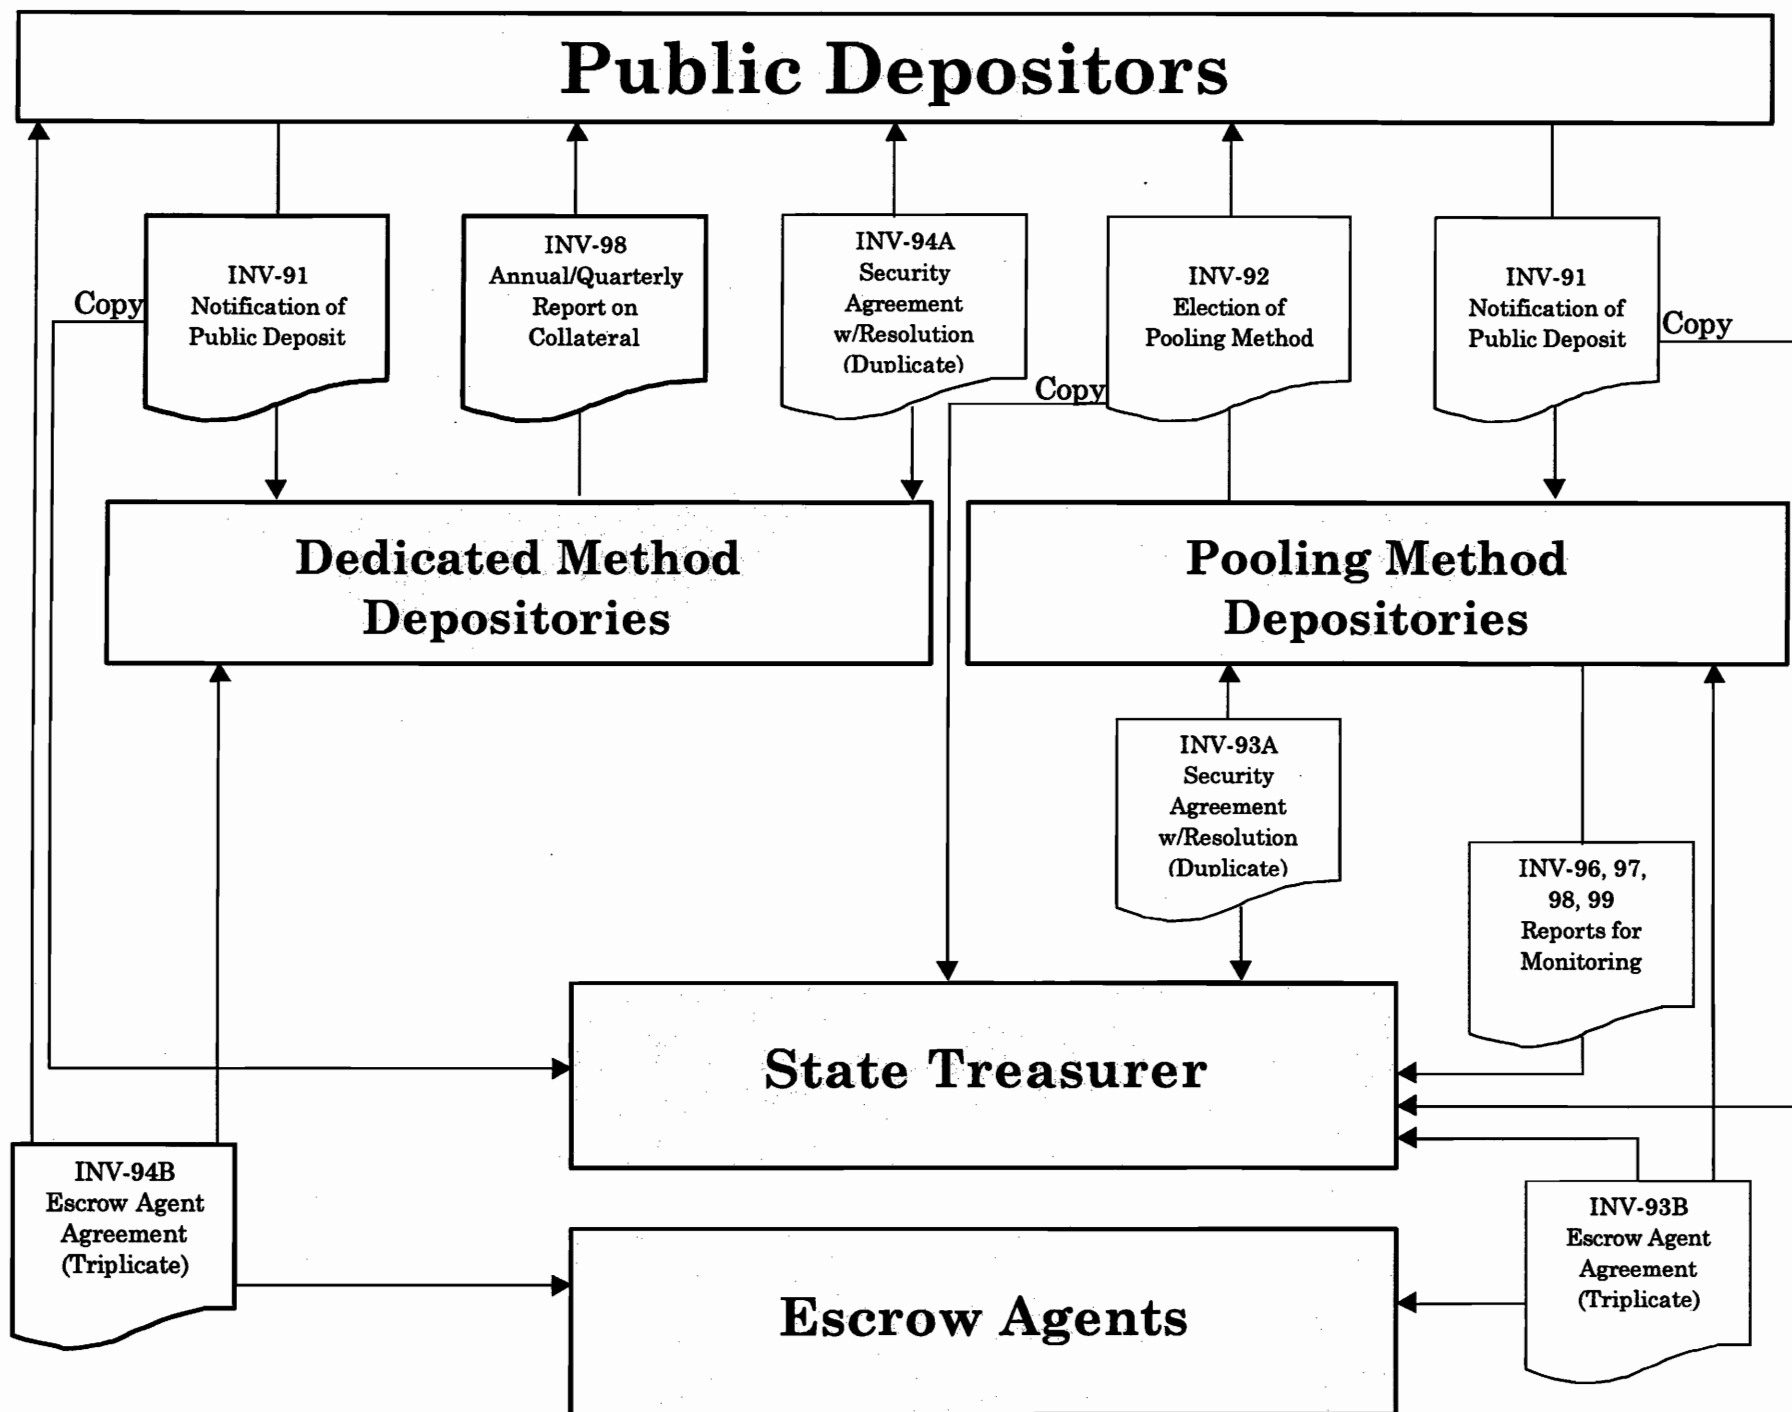 Public Depositors
INV-91
Notification of
Public Deposit
Copy
INV-98
Annual/Quarterly
Report on
Collateral
INV-94A
Security
Agreement
w/Resolution
(Duplicate)
INV-92
Election of
Pooling Method
Copy
INV-91
Notification of
Public Deposit
Copy
Dedicated Method
Depositories
Pooling Method
Depositories
INV-93A
Security
Agreement
w/Resolution
(Duplicate)
INV-96, 97,
98, 99
Reports for
Monitoring
State Treasurer
INV-94B
Escrow Agent
Agreement
(Triplicate)
INV-93B
Escrow Agent
Agreement
(Triplicate)
Escrow Agents